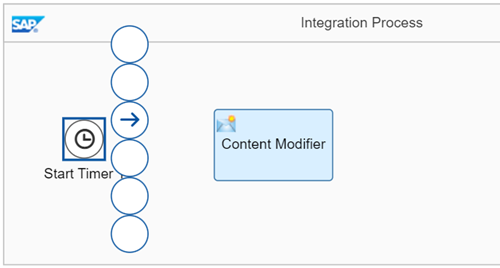 SAP
Integration Process
Content Modifier
Start Timer